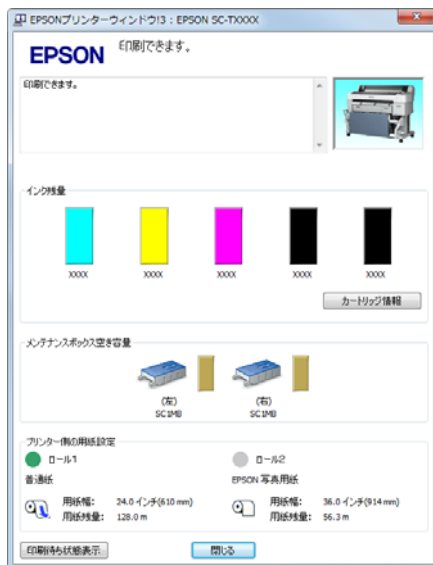 EPSONプリンターウィンドウ!3 : EPSON SC-TXXXX
EPSON 印刷できます。
印刷できます。
インク残量
XXXX XXXX XXXX XXXX XXXX
カートリッジ情報
メンテナンスボックス空き容量
(左) (右)
SC1MB SC1MB
プリンター側の用紙設定
ロール1 ロール2
普通紙 EPSON 写真用紙
用紙幅: 24.0 インチ(610 mm) 用紙幅: 36.0 インチ(914 mm)
用紙残量: 128.0 m 用紙残量: 56.3 m
印刷待ち状態表示 閉じる